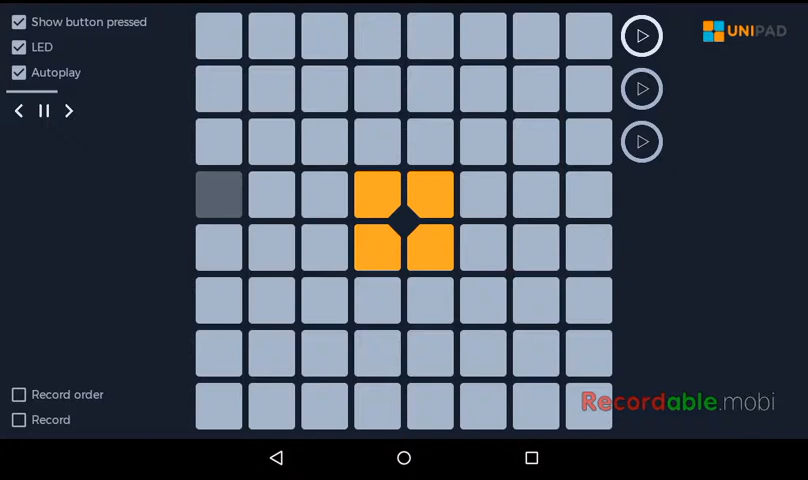 Show button pressed
LED
Autoplay
UNIPAD
Record order
Record
Recordable.mobi